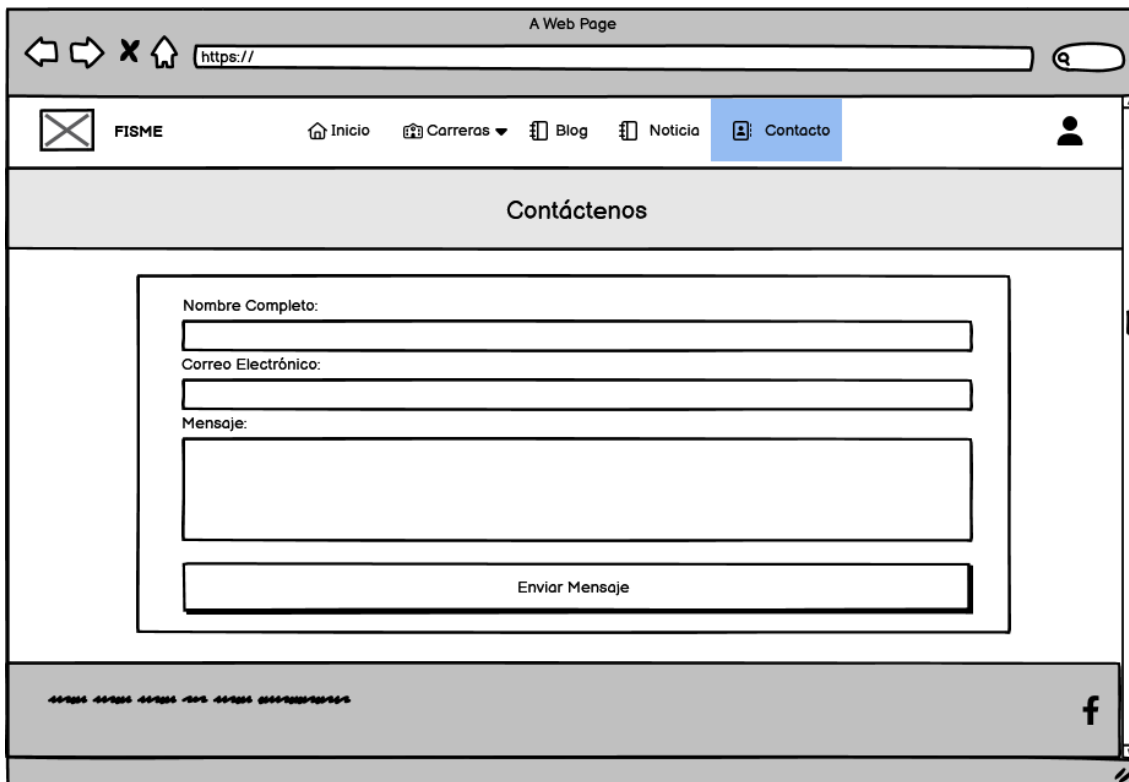 A Web Page
https://
FISME
Inicio
Carreras
Blog
Noticia
Contacto
Contáctenos
Nombre Completo:
Correo Electrónico:
Mensaje:
Enviar Mensaje
f